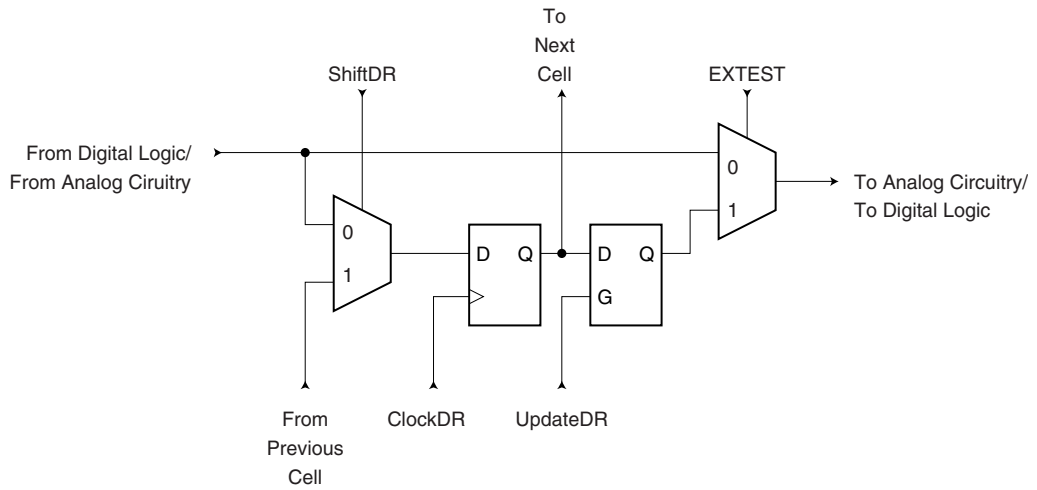 To
Next
Cell
ShiftDR
EXTEST
From Digital Logic/
From Analog Ciruitry
0
1
D Q
D Q
G
0
1
To Analog Circuitry/
To Digital Logic
From
Previous
Cell
ClockDR
UpdateDR